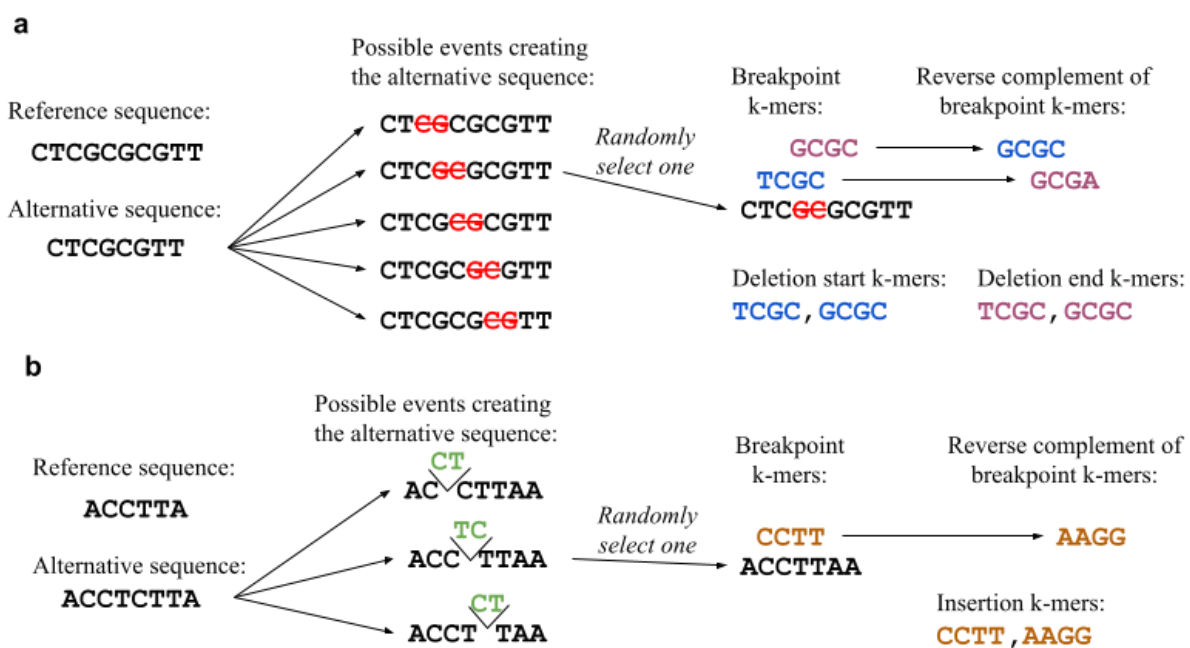 a
Possible events creating
the alternative sequence:
Reference sequence:
CTCGCGCGTT
Alternative sequence:
CTCGCGTT
CTCGCGCGTT
CTCGCGCGTT
CTCGCGCGTT
CTCGCGCGTT
CTCGCGCGTT
Randomly
select one
Breakpoint
k-mers:
Reverse complement of
breakpoint k-mers:
GCGC GCGC
TCGC GCGA
CTCGCGCGTT
Deletion start k-mers: Deletion end k-mers:
TCGC,GCGC TCGC,GCGC
b
Possible events creating
the alternative sequence:
Reference sequence:
ACCTTA
Alternative sequence:
ACCTCTTA
CT
AC CTTAA
TC
ACC TTAA
CT
ACCT TAA
Randomly
select one
Breakpoint
k-mers:
Reverse complement of
breakpoint k-mers:
CCTT AAGG
ACCTTAA
Insertion k-mers:
CCTT,AAGG